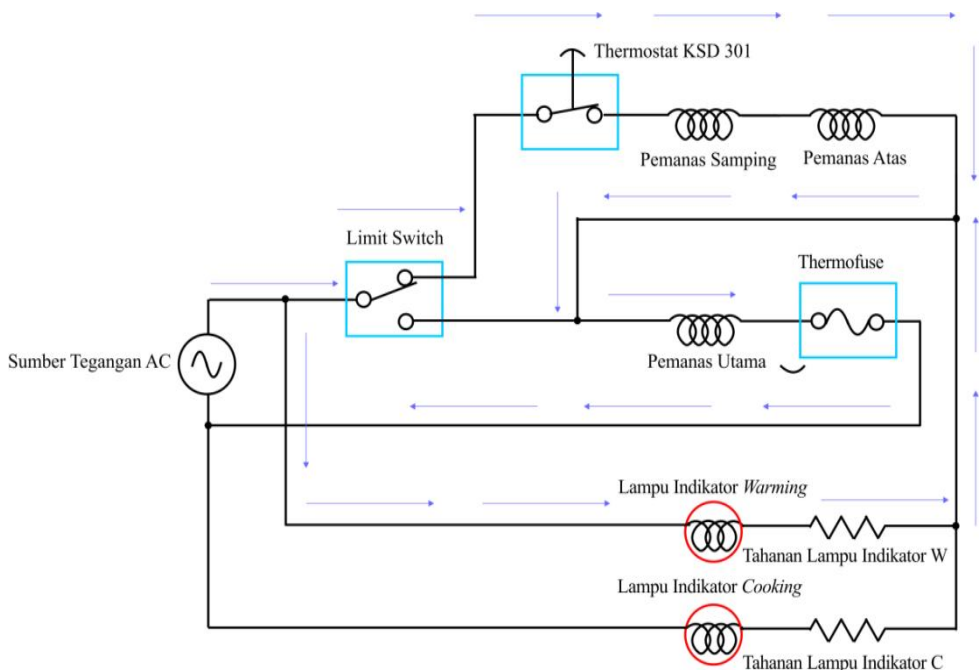 Thermostat KSD 301
Pemanas Samping
Pemanas Atas
Limit Switch
Thermofuse
Sumber Tegangan AC
Pemanas Utama
Lampu Indikator Warming
Tahanan Lampu Indikator W
Lampu Indikator Cooking
Tahanan Lampu Indikator C